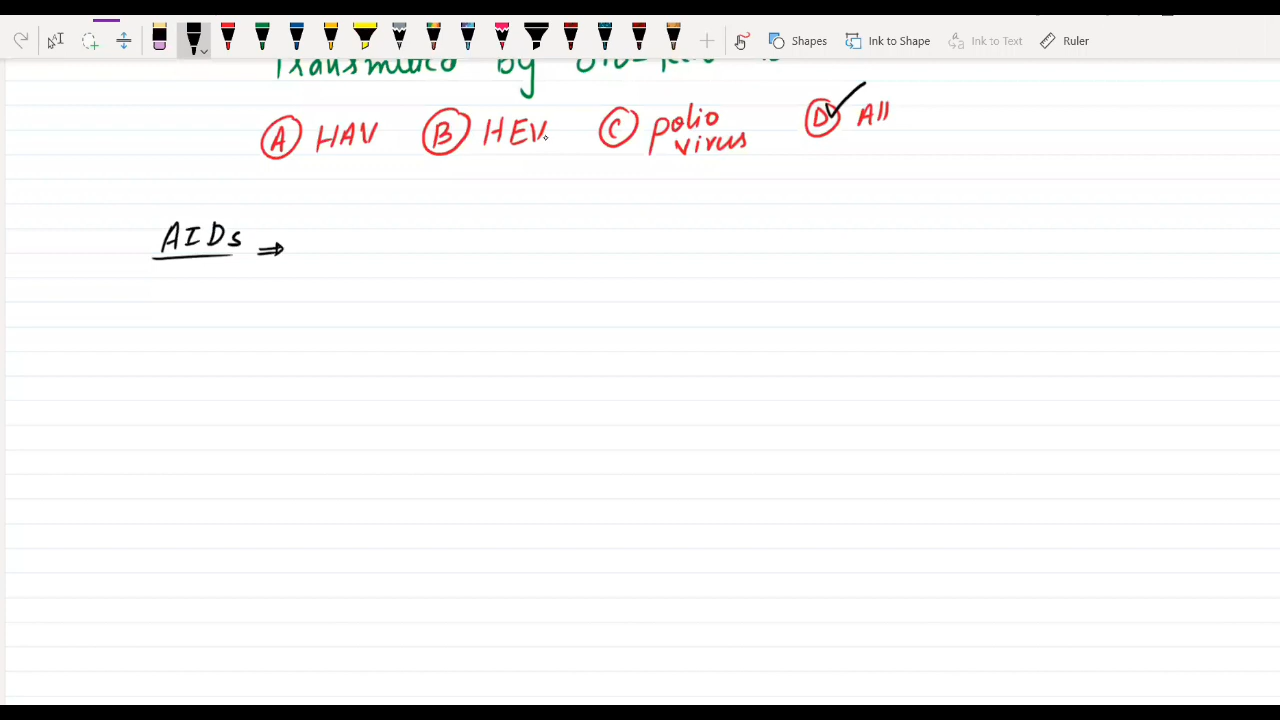 Shapes Ink to Shape Ink to Text Ruler
Transmitted by
A HAV B HEV C polio virus D All
AIDs ⇒